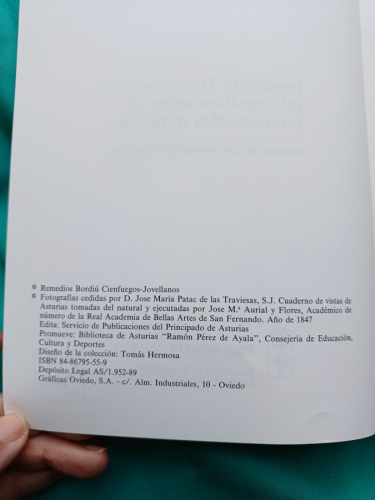 © Remedios Bordiú Cienfuegos-Jovellanos
© Fotografías cedidas por D. Jose María Patac de las Traviesas, S.J. Cuaderno de vistas de
Asturias tomadas del natural y ejecutadas por Jose M.ª Aurial y Flores, Académico de
número de la Real Academia de Bellas Artes de San Fernando. Año de 1847
Edita: Servicio de Publicaciones del Principado de Asturias
Promueve: Biblioteca de Asturias "Ramón Pérez de Ayala", Consejería de Educación,
Cultura y Deportes
Diseño de la colección: Tomás Hermosa
ISBN 84-86795-55-9
Depósito Legal AS/1.952-89
Gráficas Oviedo, S.A. - c/. Alm. Industriales, 10 - Oviedo